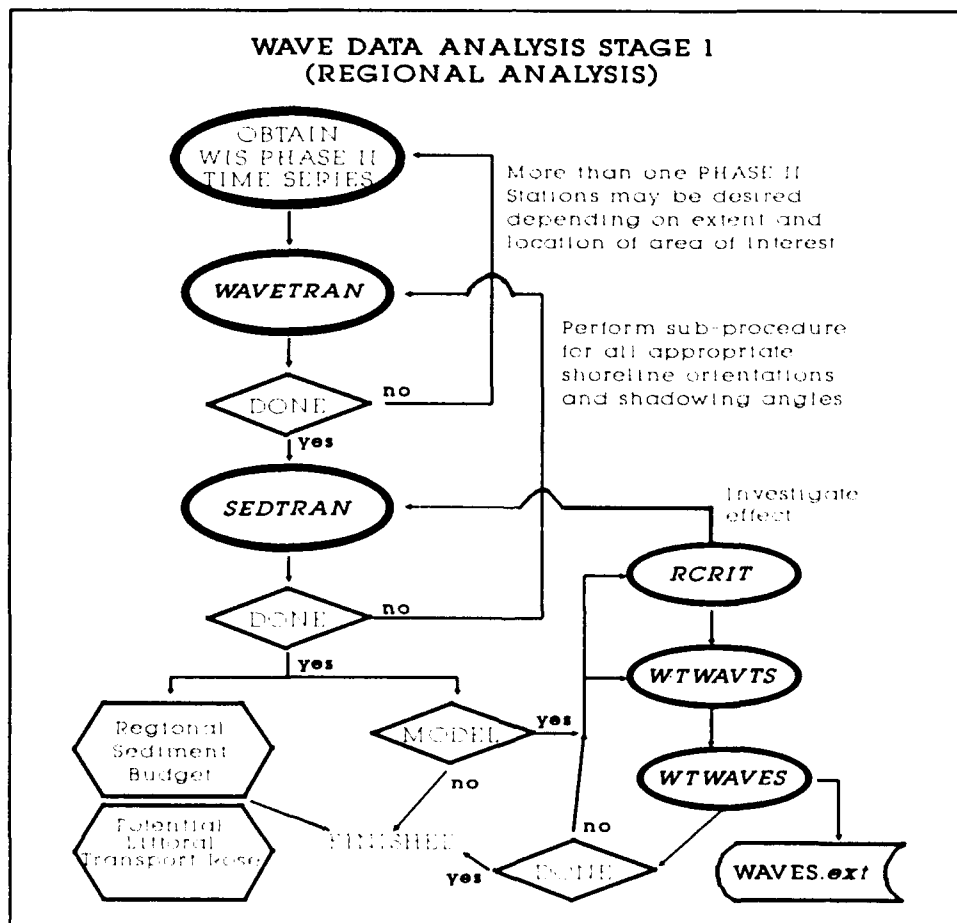 WAVE DATA ANALYSIS STAGE 1
(REGIONAL ANALYSIS)
OBTAIN
WIS PHASE II
TIME SERIES
More than one PHASE II
Stations may be desired
depending on extent and
location of area of interest
WAVETRAN
Perform sub-procedure
for all appropriate
shoreline orientations
and shadowing angles
DONE
no
yes
SEDTRAN
Investigate
effect
RCRIT
DONE
no
yes
WTWAVTS
Regional
Sediment
Budget
MODEL
yes
no
WTWAVES
Potential
Littoral
Transport Rose
FINISHED
no
DONE
yes
WAVES.ext